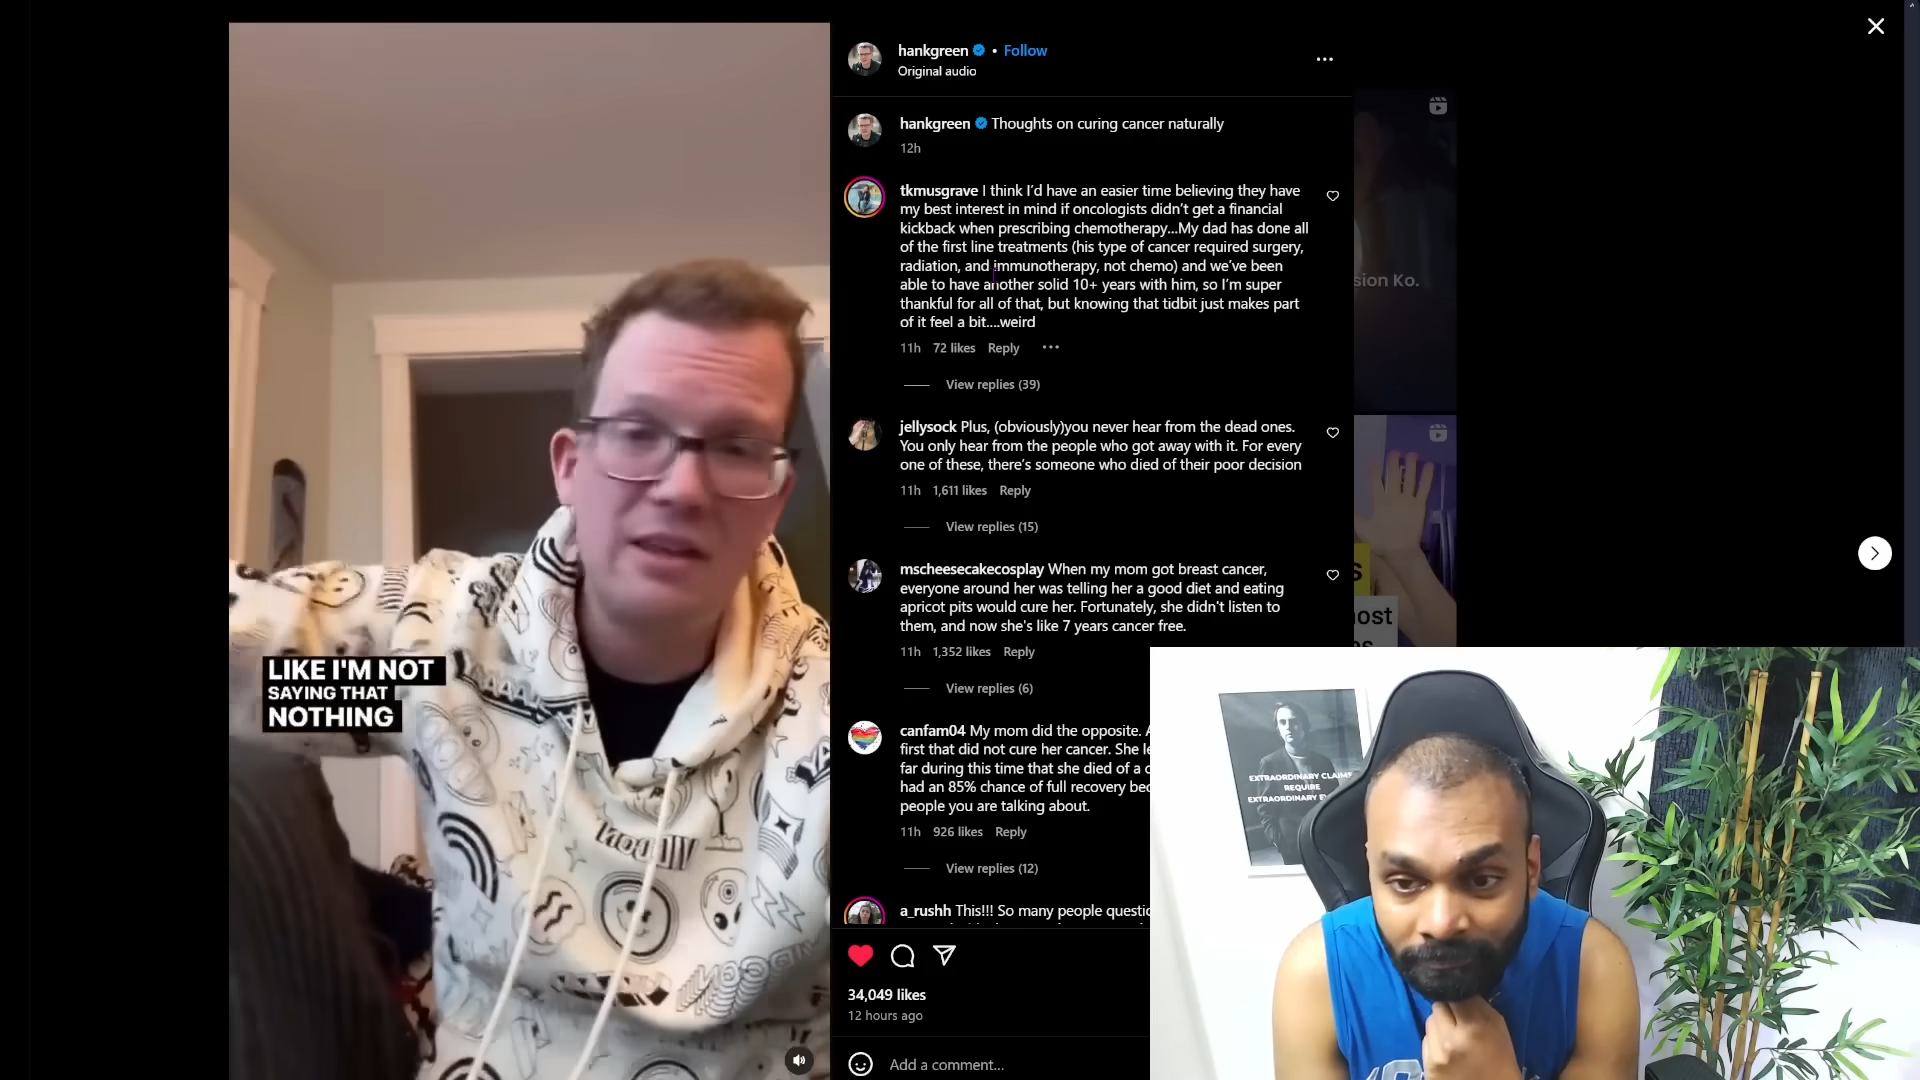 LIKE I'M NOT
SAYING THAT
NOTHING
hankgreen • Follow
Original audio
hankgreen Thoughts on curing cancer naturally
12h
tkmusgrave I think I'd have an easier time believing they have
my best interest in mind if oncologists didn't get a financial
kickback when prescribing chemotherapy...My dad has done all
of the first line treatments (his type of cancer required surgery,
radiation, and immunotherapy, not chemo) and we've been
able to have another solid 10+ years with him, so I'm super
thankful for all of that, but knowing that tidbit just makes part
of it feel a bit....weird
11h 72 likes Reply
View replies (39)
jellysock Plus, (obviously)you never hear from the dead ones.
You only hear from the people who got away with it. For every
one of these, there's someone who died of their poor decision
11h 1,611 likes Reply
View replies (15)
mscheesecakecosplay When my mom got breast cancer,
everyone around her was telling her a good diet and eating
apricot pits would cure her. Fortunately, she didn't listen to
them, and now she's like 7 years cancer free.
11h 1,352 likes Reply
View replies (6)
canfam04 My mom did the opposite. A
first that did not cure her cancer. She le
far during this time that she died of a c
had an 85% chance of full recovery bec
people you are talking about.
11h 926 likes Reply
View replies (12)
a_rushh This!!! So many people questio
34,049 likes
12 hours ago
Add a comment...
sion Ko.
s
ost
EXTRAORDINARY CLAIMS
REQUIRE
EXTRAORDINARY E